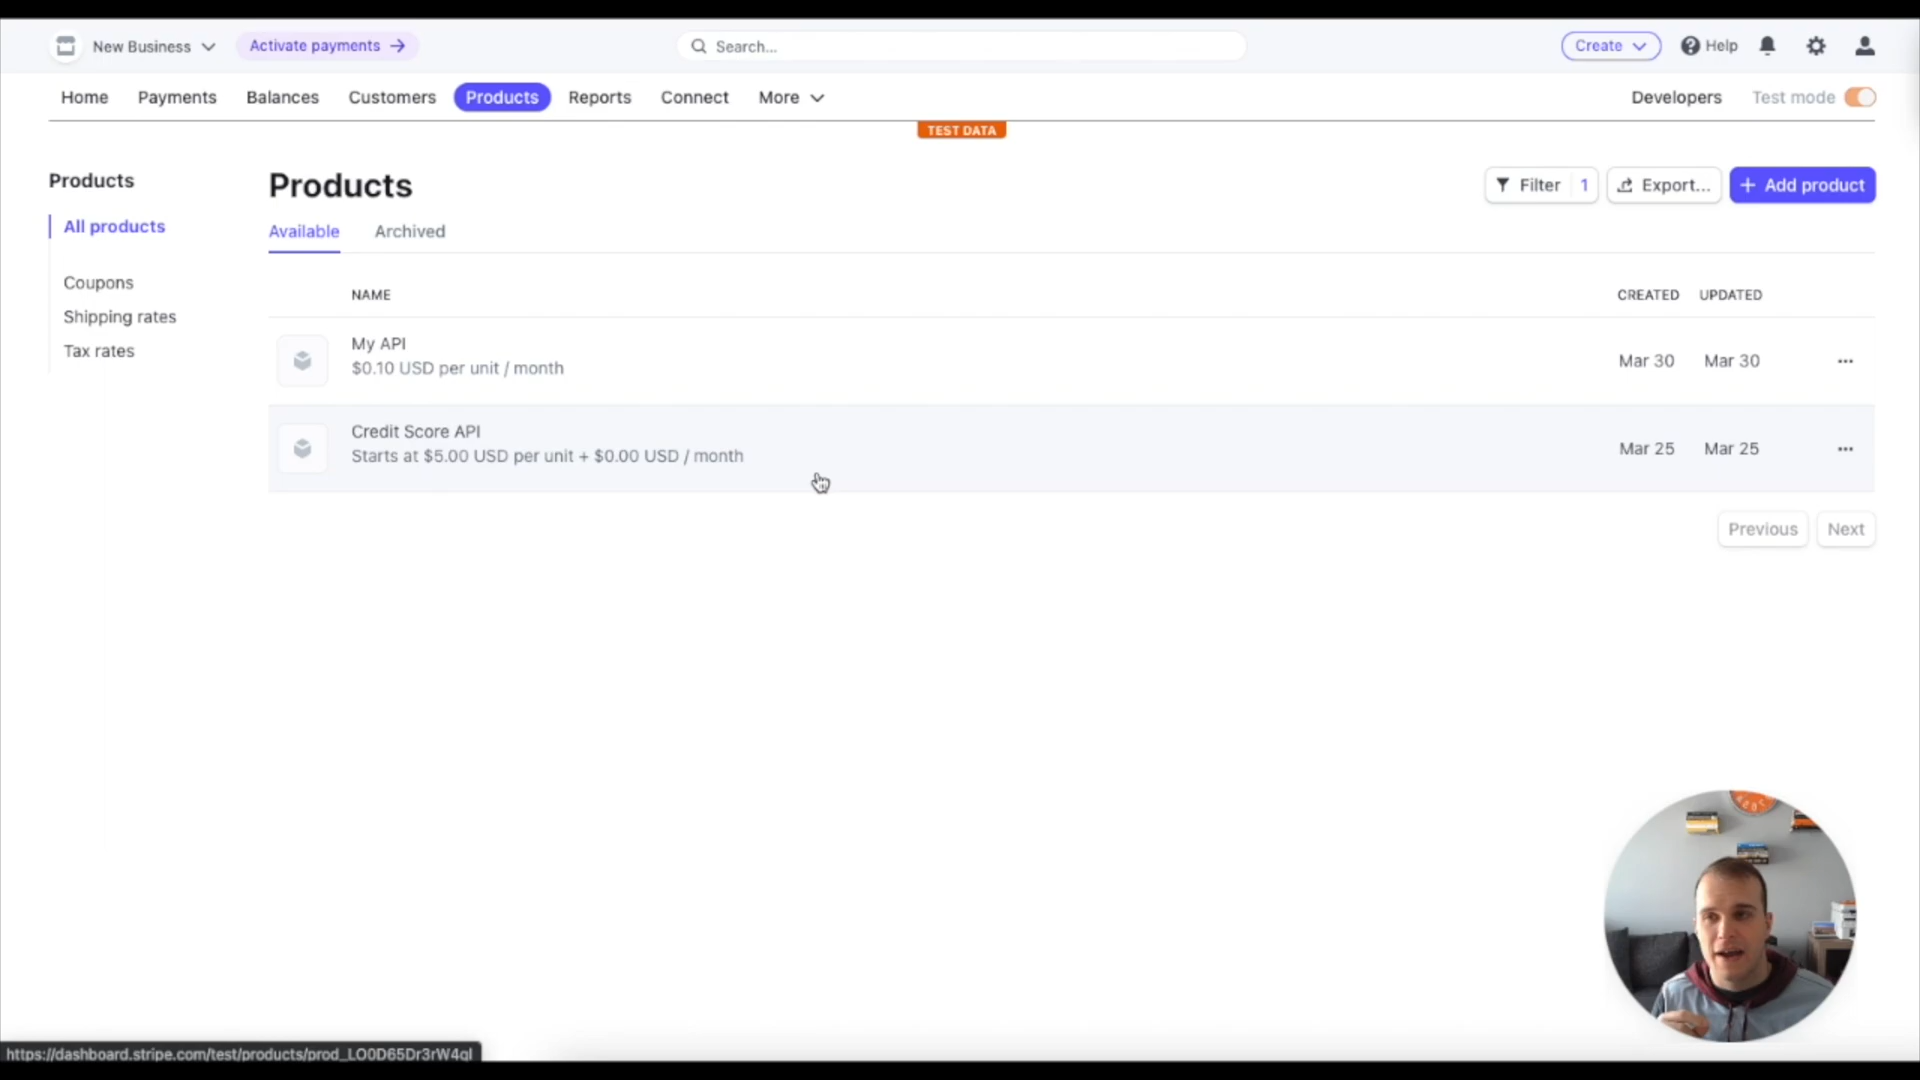 New Business
Activate payments
Search...
Create
Help
Home
Payments
Balances
Customers
Products
Reports
Connect
More
Developers
Test mode
TEST DATA
Products
All products
Coupons
Shipping rates
Tax rates
Products
Filter 1
Export...
+ Add product
Available
Archived
NAME
CREATED
UPDATED
My API
$0.10 USD per unit / month
Mar 30
Mar 30
Credit Score API
Starts at $5.00 USD per unit + $0.00 USD / month
Mar 25
Mar 25
Previous
Next
https://dashboard.stripe.com/test/products/prod_LO0D65Dr3rW4gl